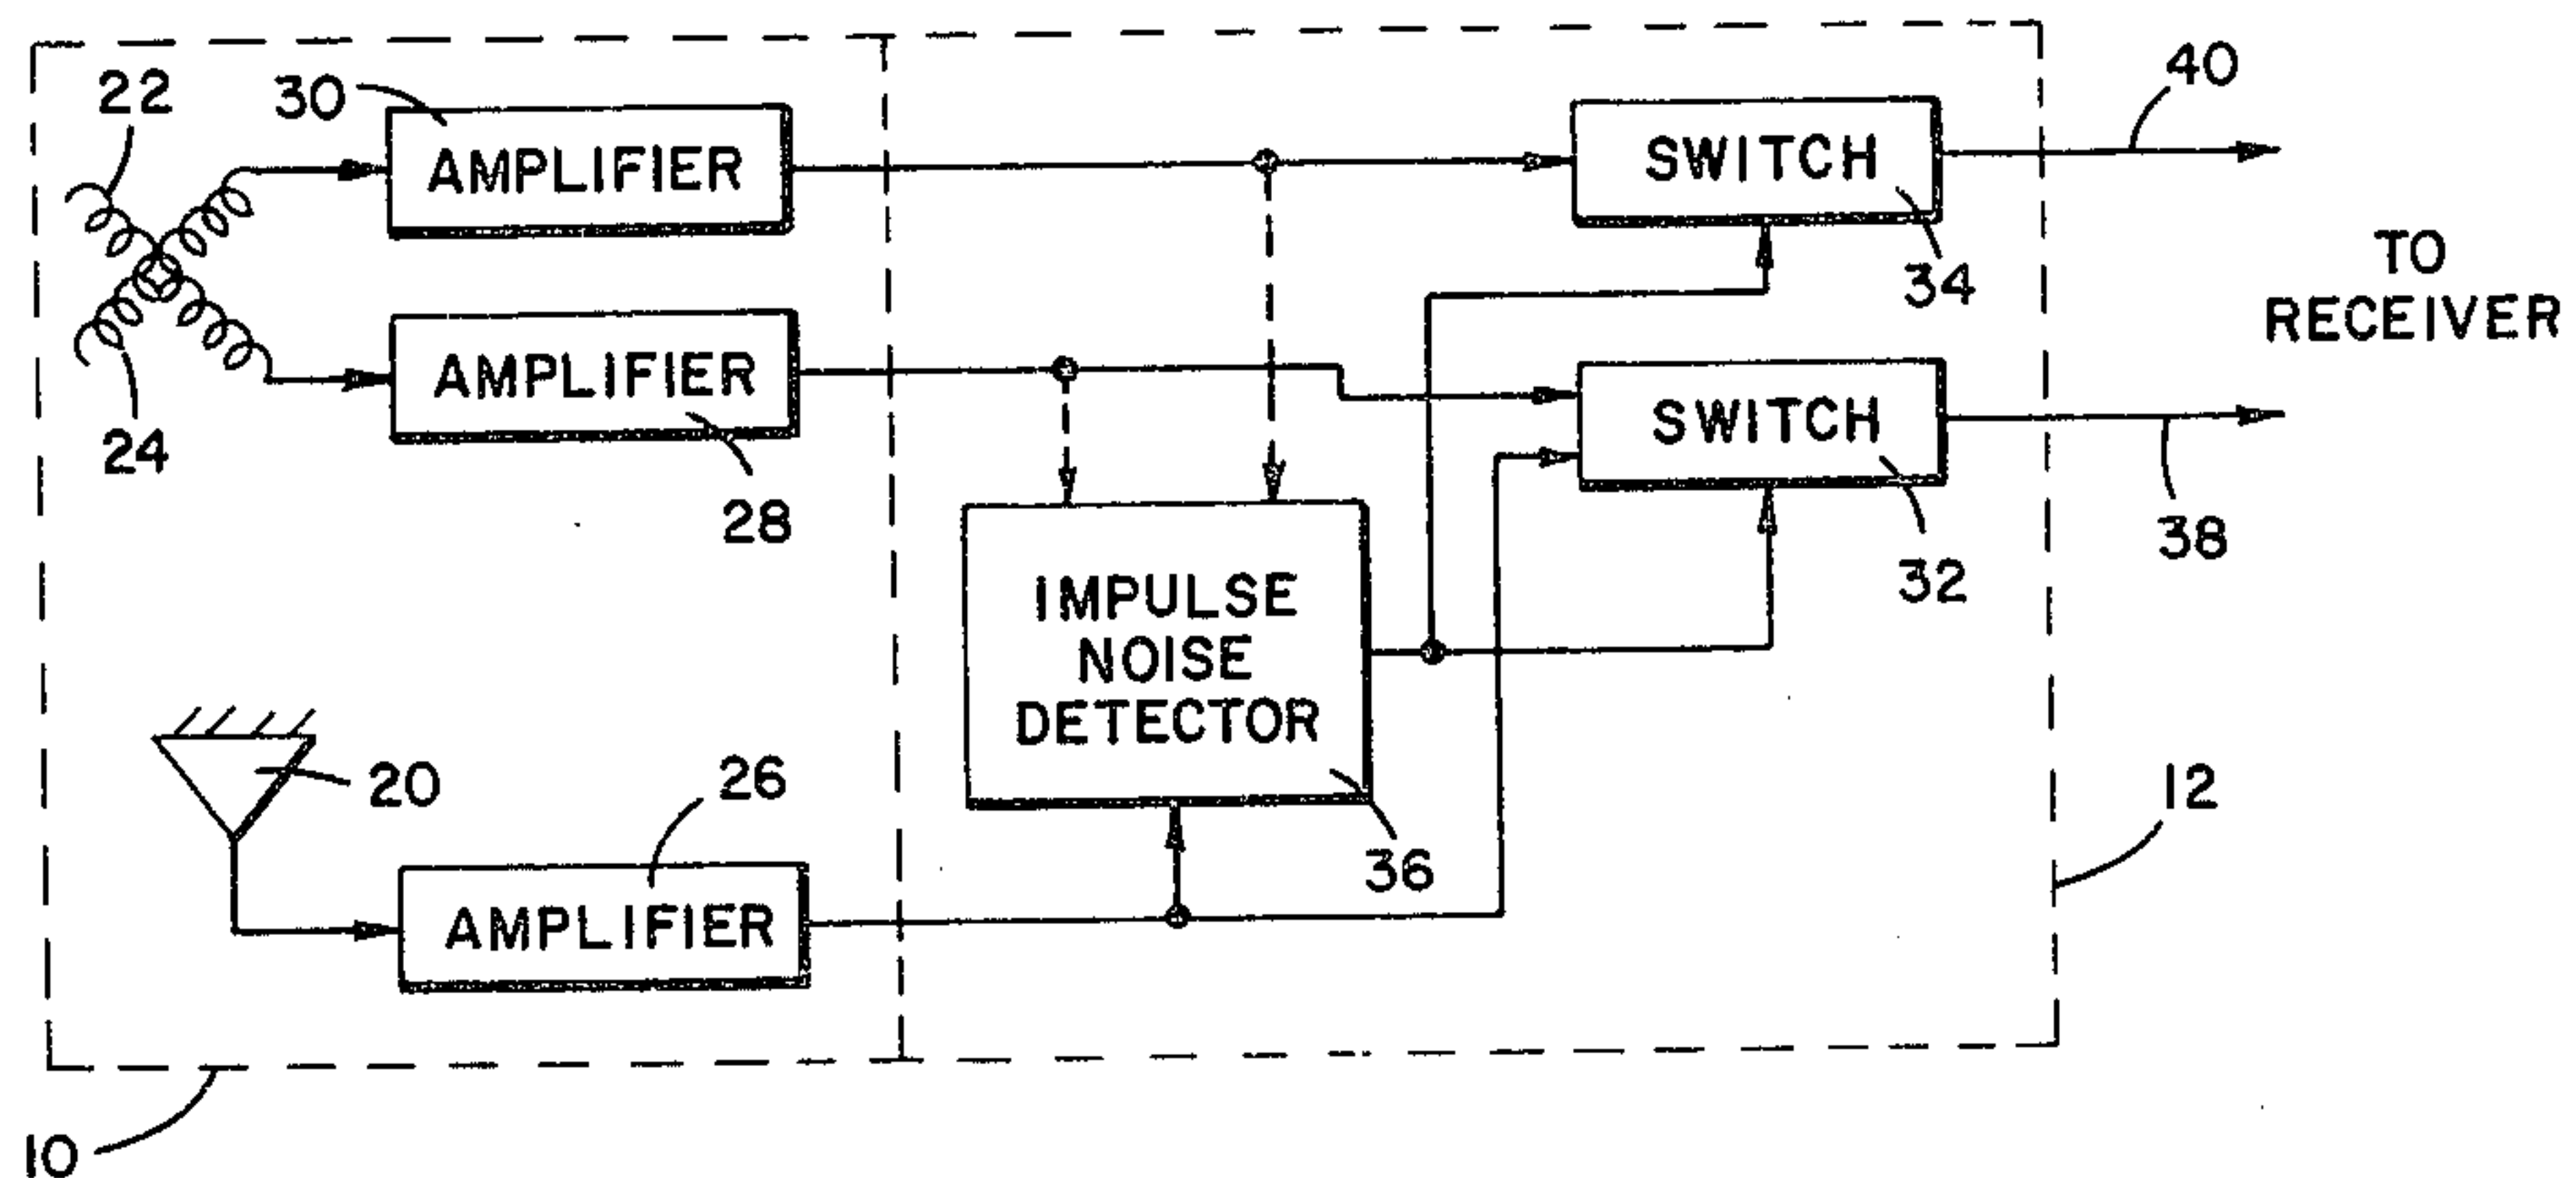 22
30
AMPLIFIER
SWITCH
40
34
TO
RECEIVER
24
AMPLIFIER
28
SWITCH
32
38
IMPULSE
NOISE
DETECTOR
36
20
26
AMPLIFIER
12
10